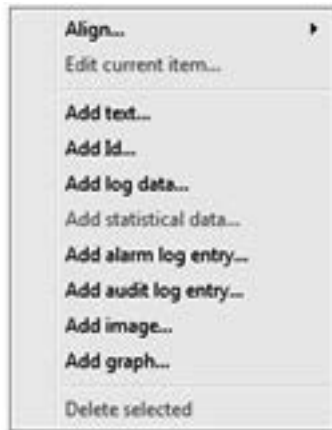 Align...
Edit current item...
Add text...
Add Id...
Add log data...
Add statistical data...
Add alarm log entry...
Add audit log entry...
Add image...
Add graph...
Delete selected